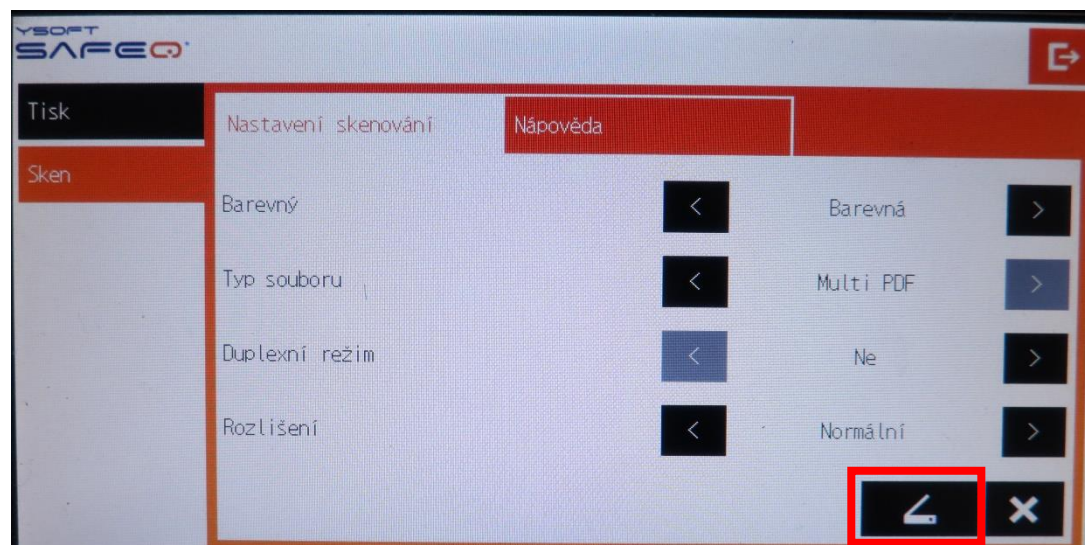 YSOFT
SAFEQ
Tisk
Nastavení skenování
Nápověda
Sken
Barevný
Barevná
Typ souboru
Multi PDF
Duplexní režim
Ne
Rozlišení
Normální